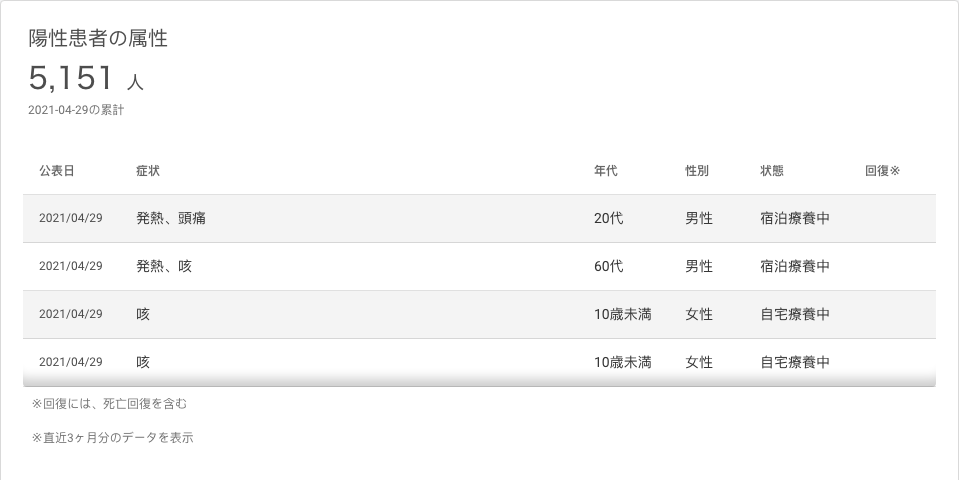 陽性患者の属性
5,151 人
2021-04-29の累計
公表日 症状 年代 性別 状態 回復※
2021/04/29 発熱、頭痛 20代 男性 宿泊療養中
2021/04/29 発熱、咳 60代 男性 宿泊療養中
2021/04/29 咳 10歳未満 女性 自宅療養中
2021/04/29 咳 10歳未満 女性 自宅療養中
※回復には、死亡回復を含む
※直近3ヶ月分のデータを表示